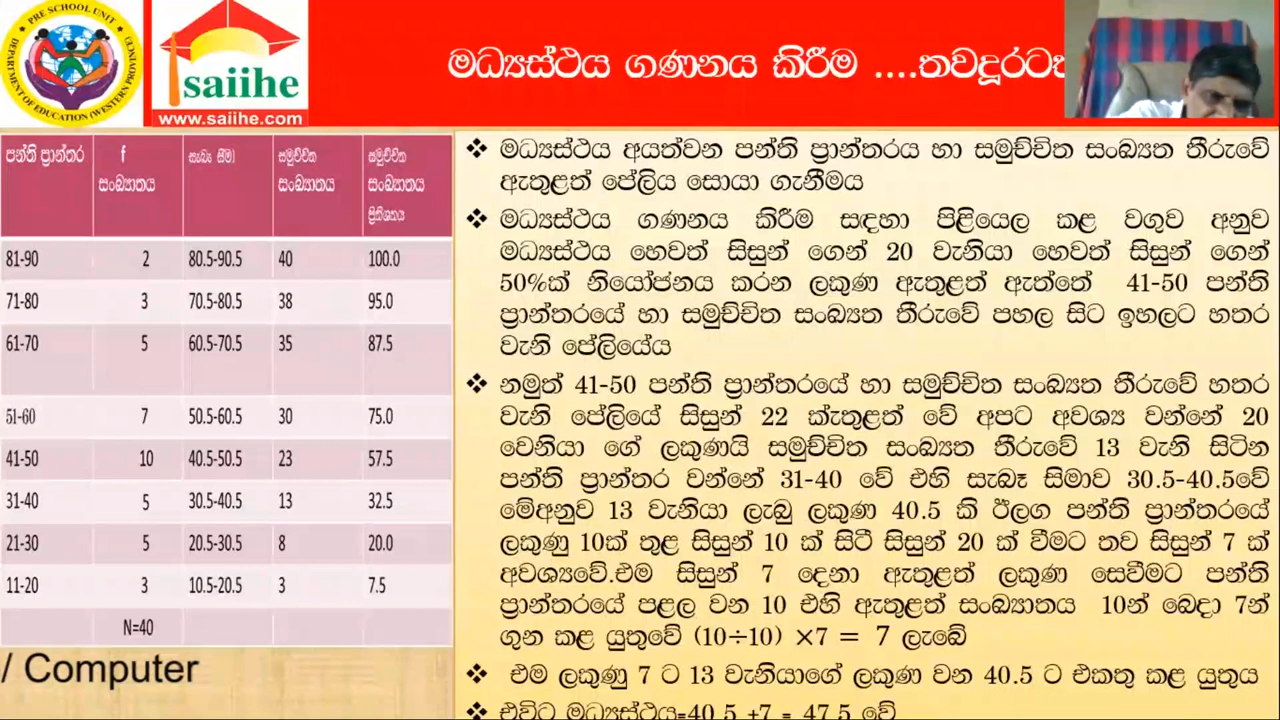 PRE SCHOOL UNIT
DEPARTMENT OF EDUCATION (WESTERN PROVINCE)
saiihe
www.saiihe.com
මධ්‍යස්ථය ගණනය කිරීම ....තවදුරටත්
පන්ති ප්‍රාන්තර f සංඛ්‍යාතය සැබෑ සීමා සමුච්චිත සංඛ්‍යාතය සමුච්චිත සංඛ්‍යාතය ප්‍රතිශතය
81-90 2 80.5-90.5 40 100.0
71-80 3 70.5-80.5 38 95.0
61-70 5 60.5-70.5 35 87.5
51-60 7 50.5-60.5 30 75.0
41-50 10 40.5-50.5 23 57.5
31-40 5 30.5-40.5 13 32.5
21-30 5 20.5-30.5 8 20.0
11-20 3 10.5-20.5 3 7.5
N=40
/ Computer
❖ මධ්‍යස්ථය අයත්වන පන්ති ප්‍රාන්තරය හා සමුච්චිත සංඛ්‍යත තීරුවේ
ඇතුළත් පේලිය සොයා ගැනීමය
❖ මධ්‍යස්ථය ගණනය කිරීම සඳහා පිළියෙල කළ වගුව අනුව
මධ්‍යස්ථය හෙවත් සිසුන් ගෙන් 20 වැනියා හෙවත් සිසුන් ගෙන්
50%ක් නියෝජනය කරන ලකුණ ඇතුළත් ඇත්තේ 41-50 පන්ති
ප්‍රාන්තරයේ හා සමුච්චිත සංඛ්‍යත තීරුවේ පහල සිට ඉහලට හතර
වැනි පේලියේය
❖ නමුත් 41-50 පන්ති ප්‍රාන්තරයේ හා සමුච්චිත සංඛ්‍යත තීරුවේ හතර
වැනි පේලියේ සිසුන් 22 ක්ඇතුළත් වේ අපට අවශ්‍ය වන්නේ 20
වෙනියා ගේ ලකුණයි සමුච්චිත සංඛ්‍යත තීරුවේ 13 වැනි සිටින
පන්ති ප්‍රාන්තර වන්නේ 31-40 වේ එහි සැබෑ සිමාව 30.5-40.5වේ
මේඅනුව 13 වැනියා ලැබු ලකුණ 40.5 කි ඊලග පන්ති ප්‍රාන්තරයේ
ලකුණු 10ක් තුළ සිසුන් 10 ක් සිටී සිසුන් 20 ක් වීමට තව සිසුන් 7 ක්
අවශ්‍යවේ.එම සිසුන් 7 දෙනා ඇතුළත් ලකුණ සෙවීමට පන්ති
ප්‍රාන්තරයේ පළල වන 10 එහි ඇතුළත් සංඛ්‍යාතය 10න් බෙදා 7න්
ගුන කළ යුතුවේ (10÷10) ×7 = 7 ලැබේ
❖ එම ලකුණු 7 ට 13 වැනියාගේ ලකුණ වන 40.5 ට එකතු කළ යුතුය
❖ එවිට මධ්‍යස්ථය=40.5 +7 = 47.5 වේ